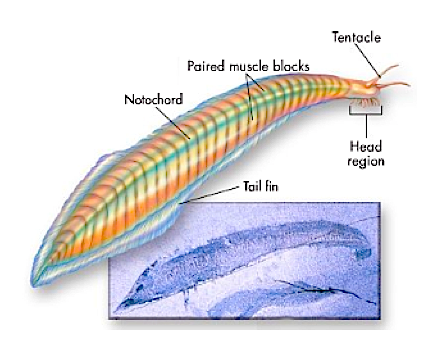 Tentacle
Paired muscle blocks
Notochord
Head
region
Tail fin